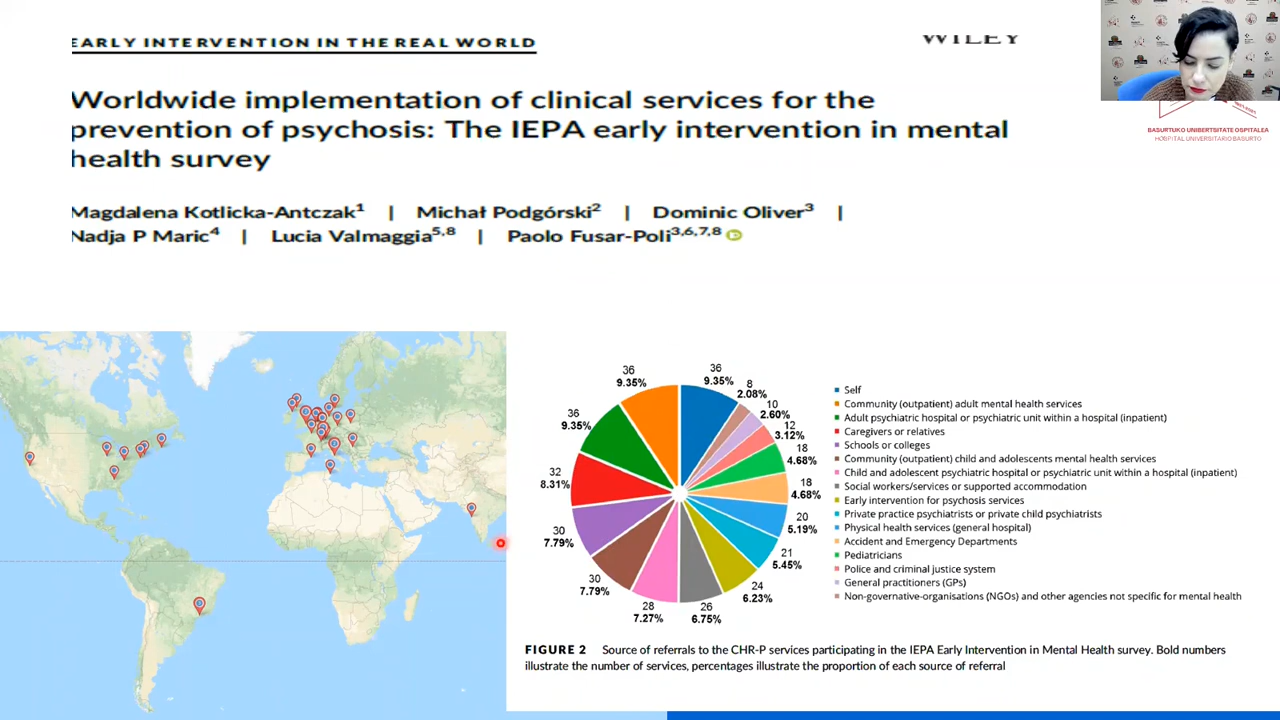 EARLY INTERVENTION IN THE REAL WORLD
WILEY
Worldwide implementation of clinical services for the
prevention of psychosis: The IEPA early intervention in mental
health survey
BASURTUKO UNIBERTSITATE OSPITALEA
HOSPITAL UNIVERSITARIO BASURTO
Magdalena Kotlicka-Antczak1 | Michał Podgórski2 | Dominic Oliver3 |
Nadja P Maric4 | Lucia Valmaggia5,8 | Paolo Fusar-Poli3,6,7,8
36
9.35%
8
2.08%
10
2.60%
12
3.12%
18
4.68%
18
4.68%
20
5.19%
21
5.45%
24
6.23%
26
6.75%
28
7.27%
30
7.79%
30
7.79%
32
8.31%
36
9.35%
36
9.35%
Self
Community (outpatient) adult mental health services
Adult psychiatric hospital or psychiatric unit within a hospital (inpatient)
Caregivers or relatives
Schools or colleges
Community (outpatient) child and adolescents mental health services
Child and adolescent psychiatric hospital or psychiatric unit within a hospital (inpatient)
Social workers/services or supported accommodation
Early intervention for psychosis services
Private practice psychiatrists or private child psychiatrists
Physical health services (general hospital)
Accident and Emergency Departments
Pediatricians
Police and criminal justice system
General practitioners (GPs)
Non-governative-organisations (NGOs) and other agencies not specific for mental health
FIGURE 2 Source of referrals to the CHR-P services participating in the IEPA Early Intervention in Mental Health survey. Bold numbers
illustrate the number of services, percentages illustrate the proportion of each source of referral